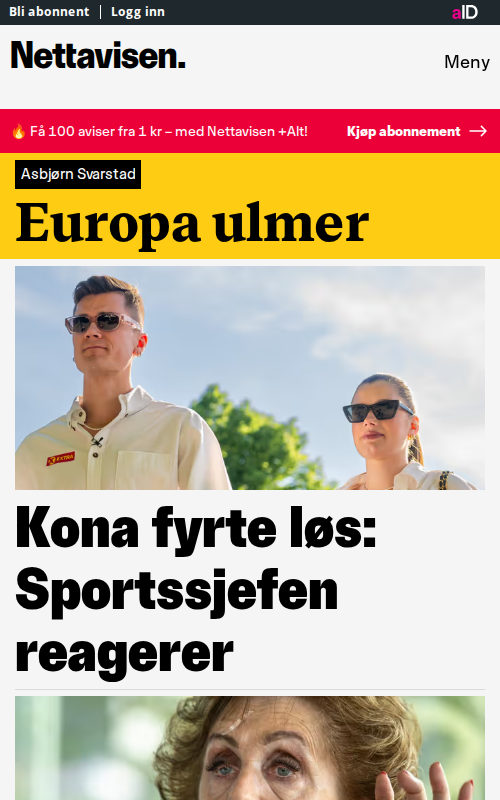 Bli abonnent
Logg inn
aID
Nettavisen.
Meny
🔥 Få 100 aviser fra 1 kr – med Nettavisen +Alt!
Kjøp abonnement →
Asbjørn Svarstad
Europa ulmer
EXTRA
Kona fyrte løs:
Sportssjefen
reagerer